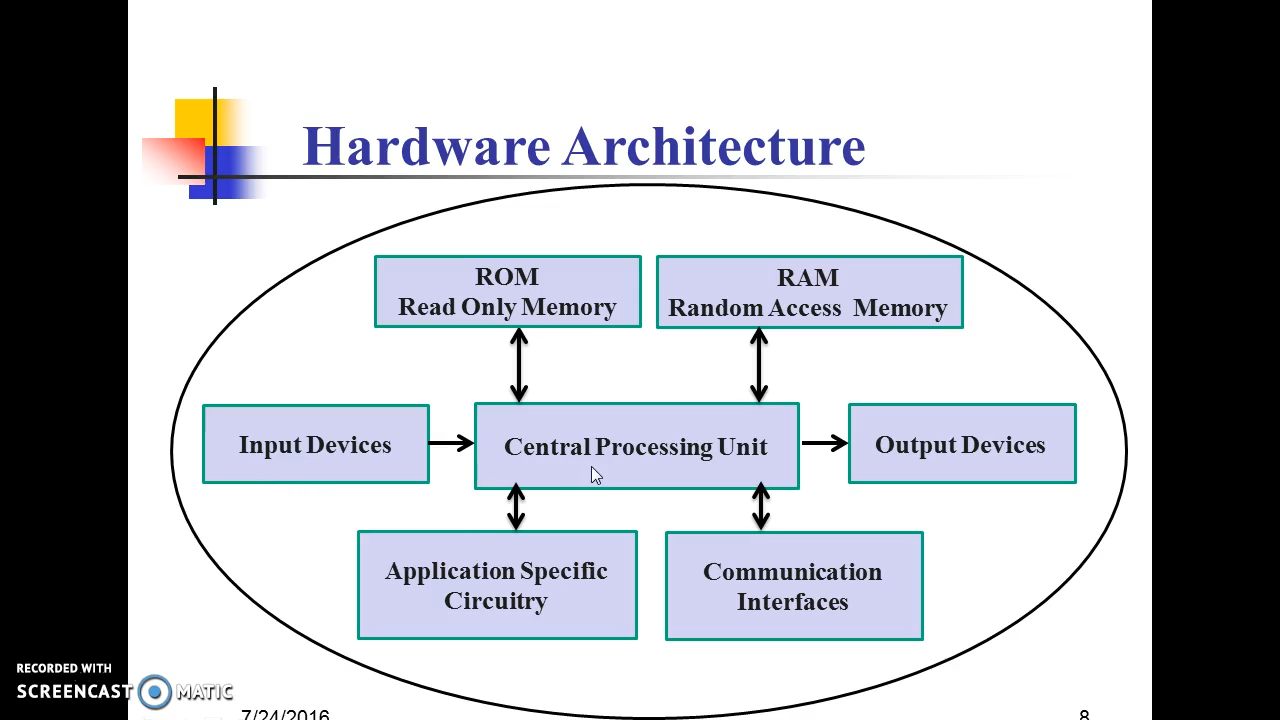 Hardware Architecture
ROM
Read Only Memory
RAM
Random Access Memory
Input Devices
Central Processing Unit
Output Devices
Application Specific
Circuitry
Communication
Interfaces
RECORDED WITH
SCREENCAST MATIC
7/24/2016
8